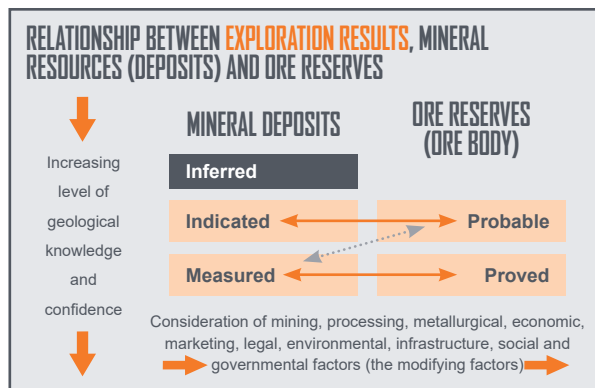 RELATIONSHIP BETWEEN EXPLORATION RESULTS, MINERAL
RESOURCES (DEPOSITS) AND ORE RESERVES
Increasing
level of
geological
knowledge
and
confidence
MINERAL DEPOSITS
ORE RESERVES
(ORE BODY)
Inferred
Indicated
Probable
Measured
Proved
Consideration of mining, processing, metallurgical, economic,
marketing, legal, environmental, infrastructure, social and
governmental factors (the modifying factors)